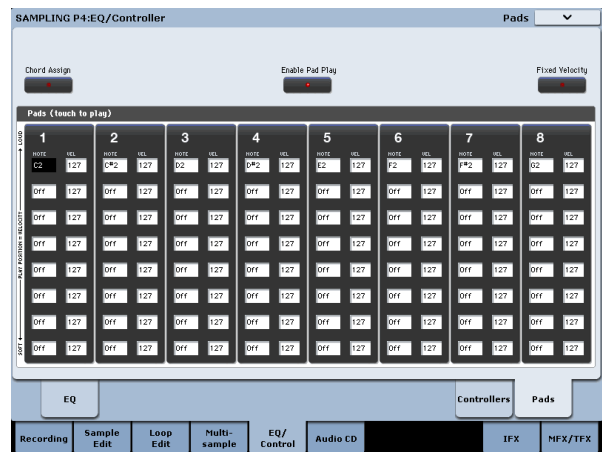 SAMPLING P4:EQ/Controller Pads
Chord Assign Enable Pad Play Fixed Velocity
Pads (touch to play)
1 2 3 4 5 6 7 8
NOTE VEL NOTE VEL NOTE VEL NOTE VEL NOTE VEL NOTE VEL NOTE VEL NOTE VEL
C2 127 C#2 127 D2 127 D#2 127 E2 127 F2 127 F#2 127 G2 127
Off 127 Off 127 Off 127 Off 127 Off 127 Off 127 Off 127 Off 127
Off 127 Off 127 Off 127 Off 127 Off 127 Off 127 Off 127 Off 127
Off 127 Off 127 Off 127 Off 127 Off 127 Off 127 Off 127 Off 127
Off 127 Off 127 Off 127 Off 127 Off 127 Off 127 Off 127 Off 127
Off 127 Off 127 Off 127 Off 127 Off 127 Off 127 Off 127 Off 127
Off 127 Off 127 Off 127 Off 127 Off 127 Off 127 Off 127 Off 127
Off 127 Off 127 Off 127 Off 127 Off 127 Off 127 Off 127 Off 127
SOFT ← PLAY POSITION = VELOCITY → LOUD
EQ Controllers Pads
Recording
Sample
Edit
Loop
Edit
Multi-
sample
EQ/
Control
Audio CD
IFX
MFX/TFX